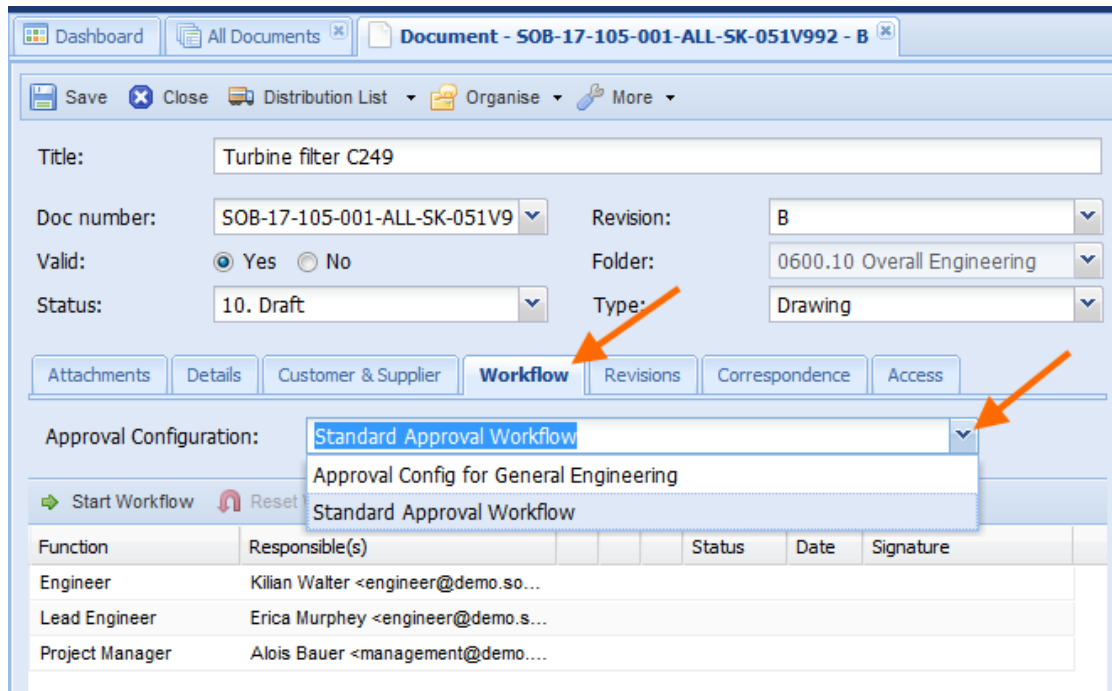 Dashboard All Documents Document - SOB-17-105-001-ALL-SK-051V992 - B
Save Close Distribution List Organise More
Title: Turbine filter C249
Doc number: SOB-17-105-001-ALL-SK-051V9 Revision: B
Valid: Yes No Folder: 0600.10 Overall Engineering
Status: 10. Draft Type: Drawing
Attachments Details Customer & Supplier Workflow Revisions Correspondence Access
Approval Configuration: Standard Approval Workflow
Approval Config for General Engineering
Start Workflow Reset Standard Approval Workflow
Function Responsible(s) Status Date Signature
Engineer Kilian Walter <engineer@demo.so...
Lead Engineer Erica Murphey <engineer@demo.s...
Project Manager Alois Bauer <management@demo....